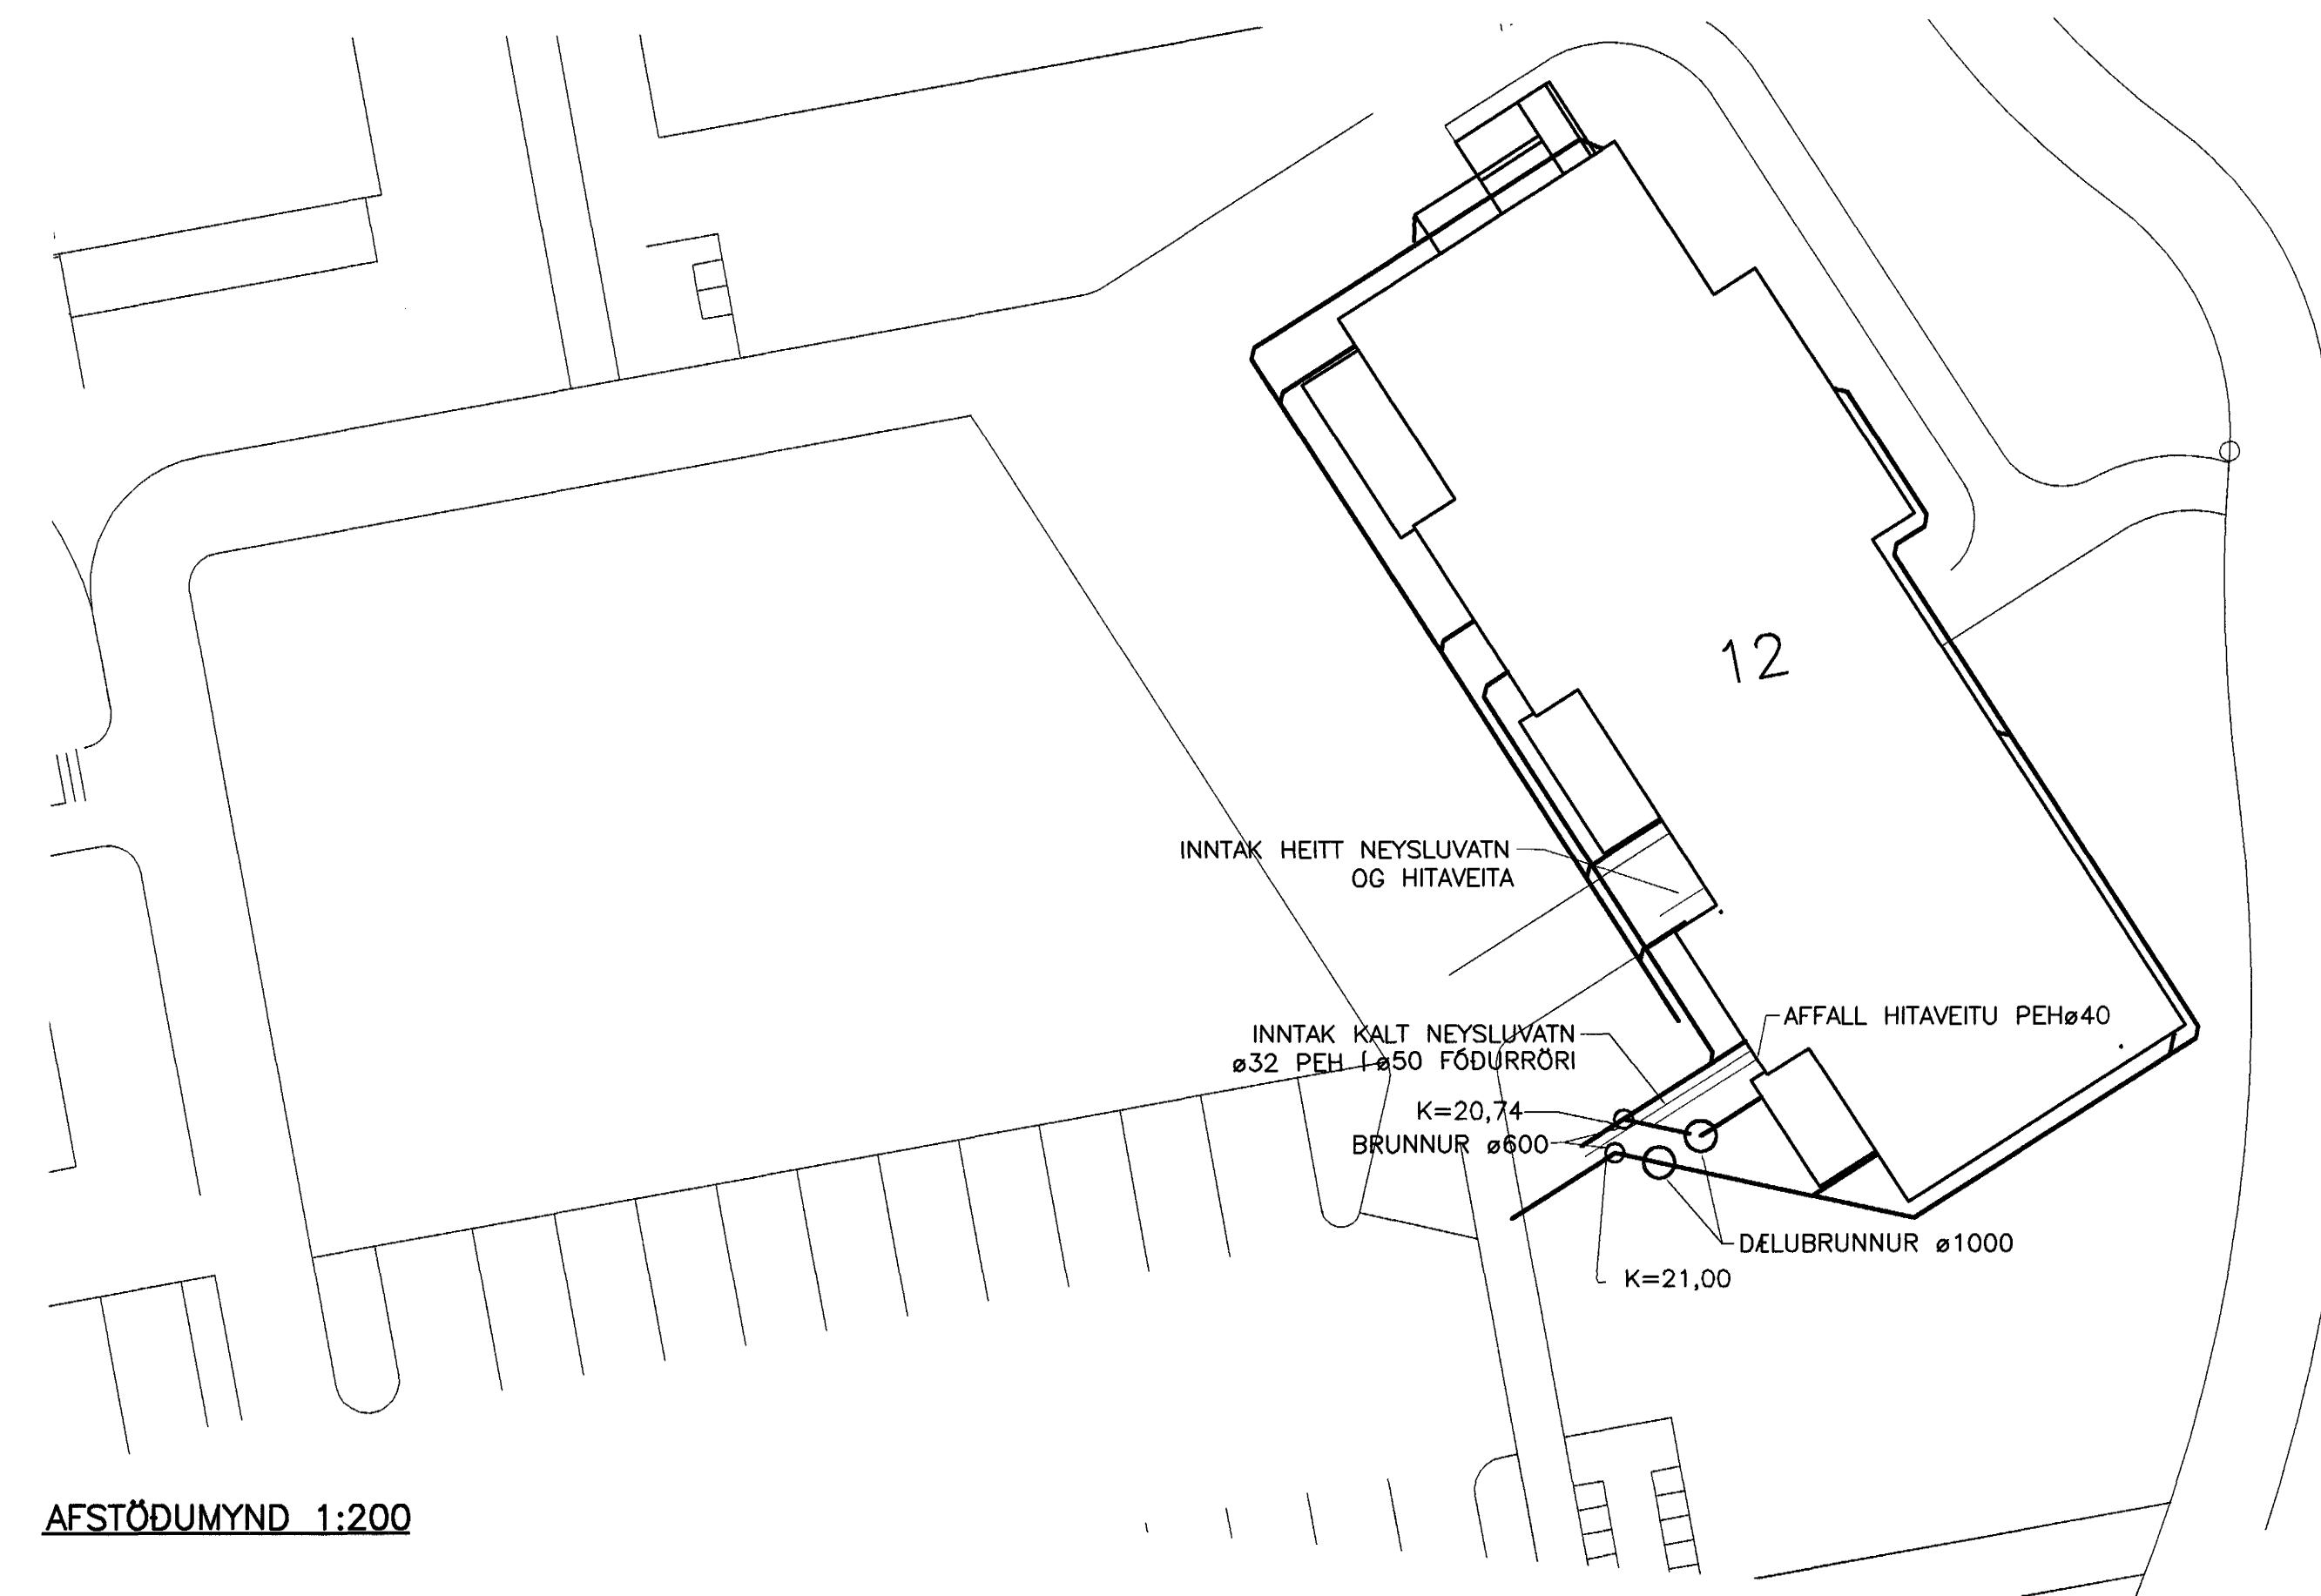 12
INNTAK HEITT NEYSLUVATN
OG HITAVEITA
AFFALL HITAVEITU PEHø40
INNTAK KALT NEYSLUVATN
ø32 PEH Í ø50 FÓÐURRÖRI
K=20,74
BRUNNUR ø600
DÆLUBRUNNUR ø1000
K=21,00
AFSTÖÐUMYND 1:200